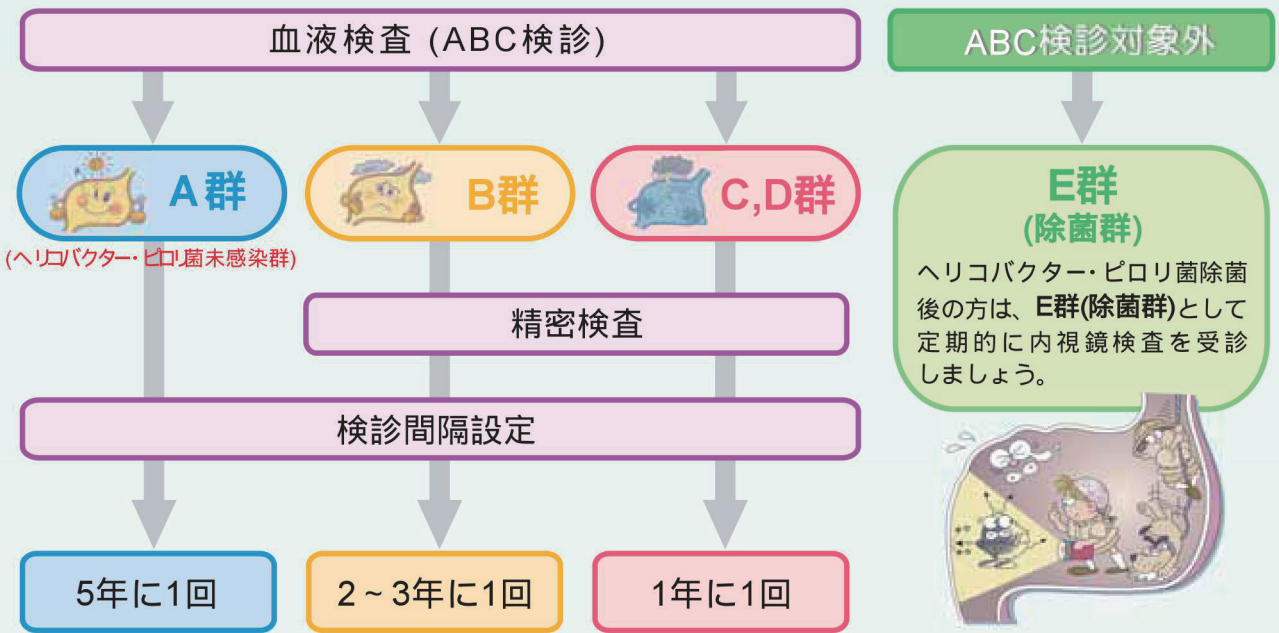 血液検査 (ABC検診)
ABC検診対象外
A群
(ヘリコバクター・ピロリ菌未感染群)
B群
C,D群
E群
(除菌群)
ヘリコバクター・ピロリ菌除菌
後の方は、E群(除菌群)として
定期的に内視鏡検査を受診
しましょう。
精密検査
検診間隔設定
5年に1回
2~3年に1回
1年に1回